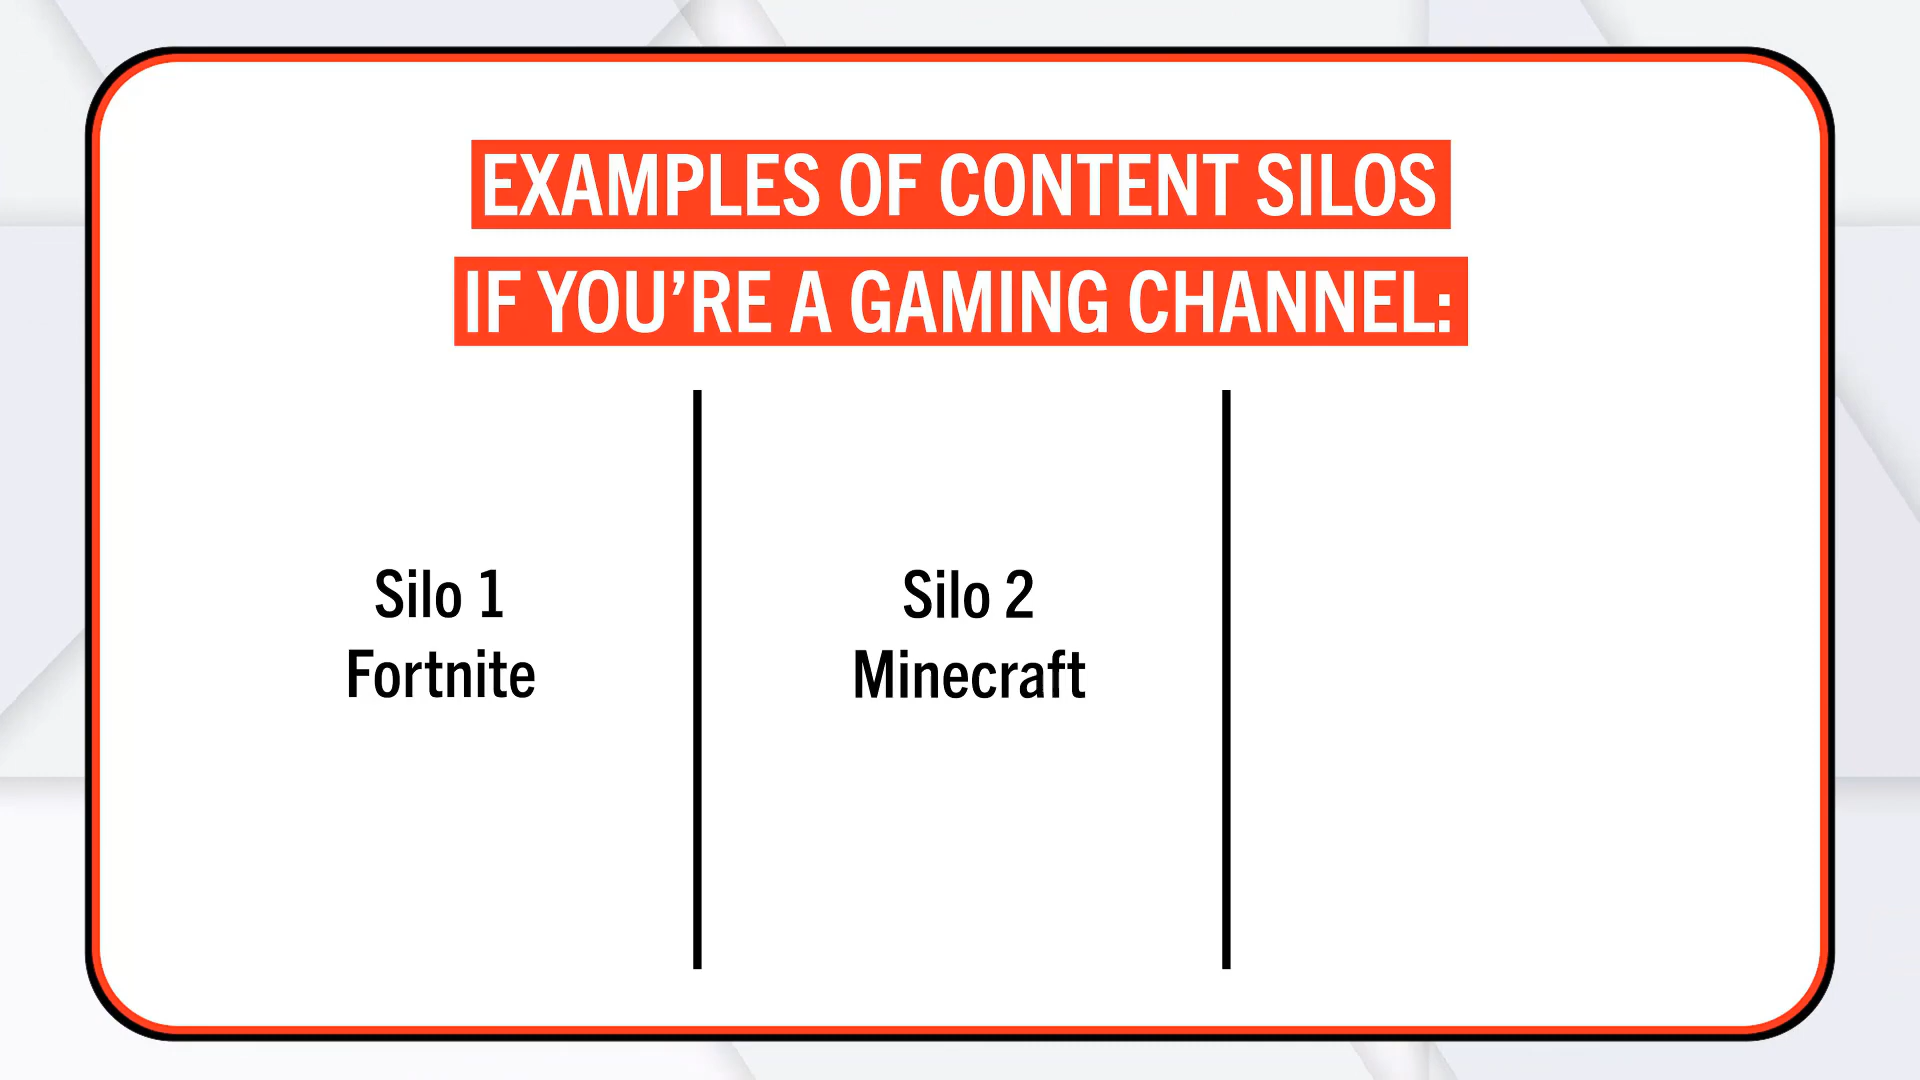 EXAMPLES OF CONTENT SILOS
IF YOU’RE A GAMING CHANNEL:
Silo 1
Fortnite
Silo 2
Minecraft